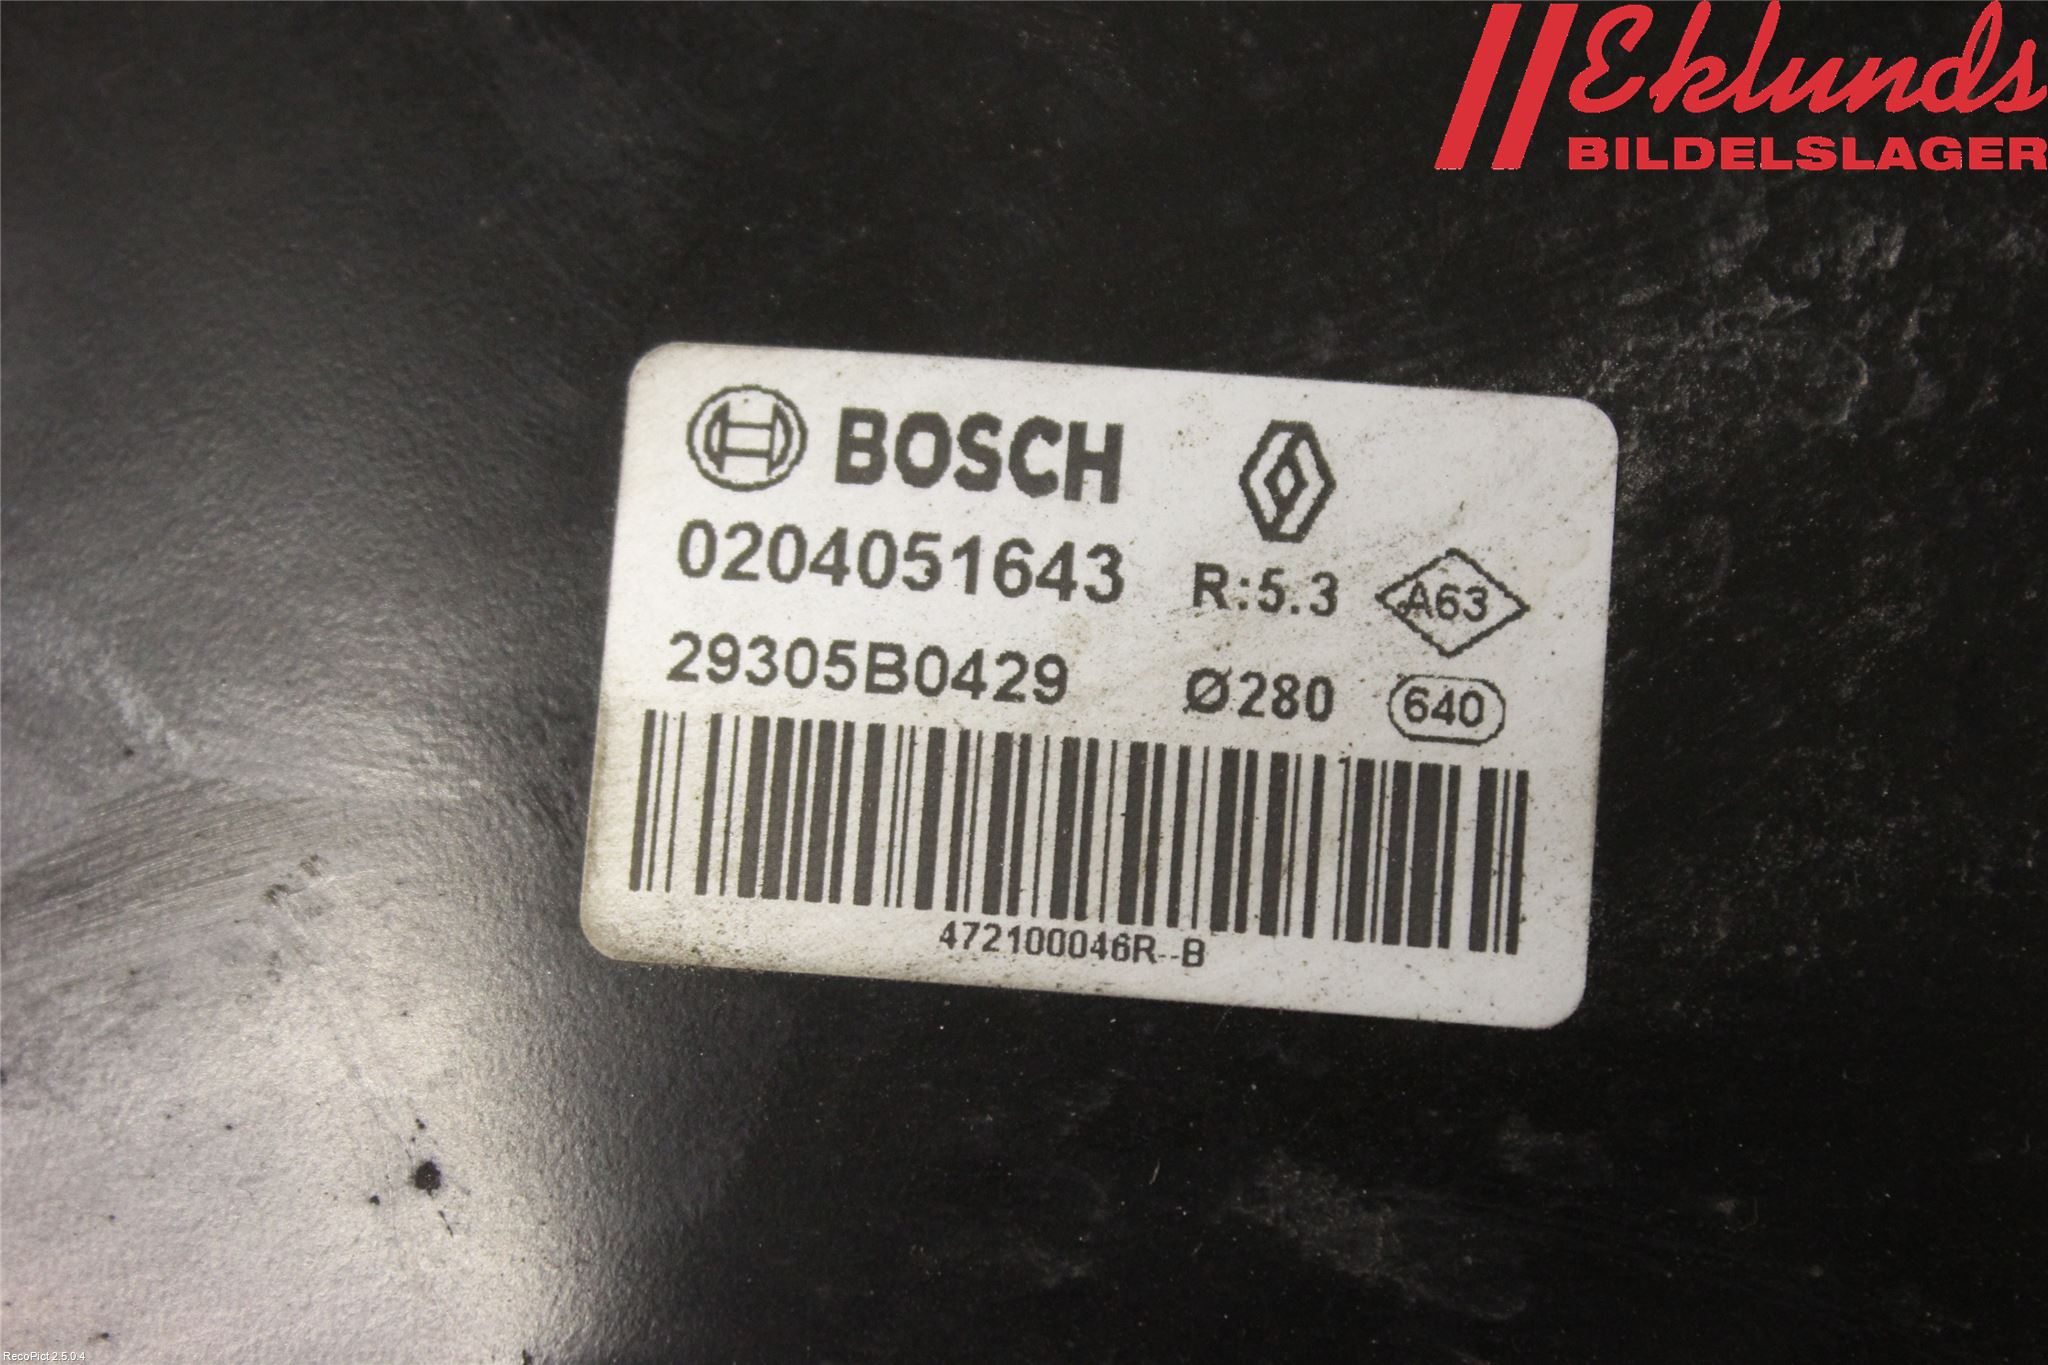 Eklunds
BILDELSLAGER
BOSCH
0204051643 R:5.3 A63
29305B0429 Ø280 640
472100046R--B
RecoPict 2.5.0.4